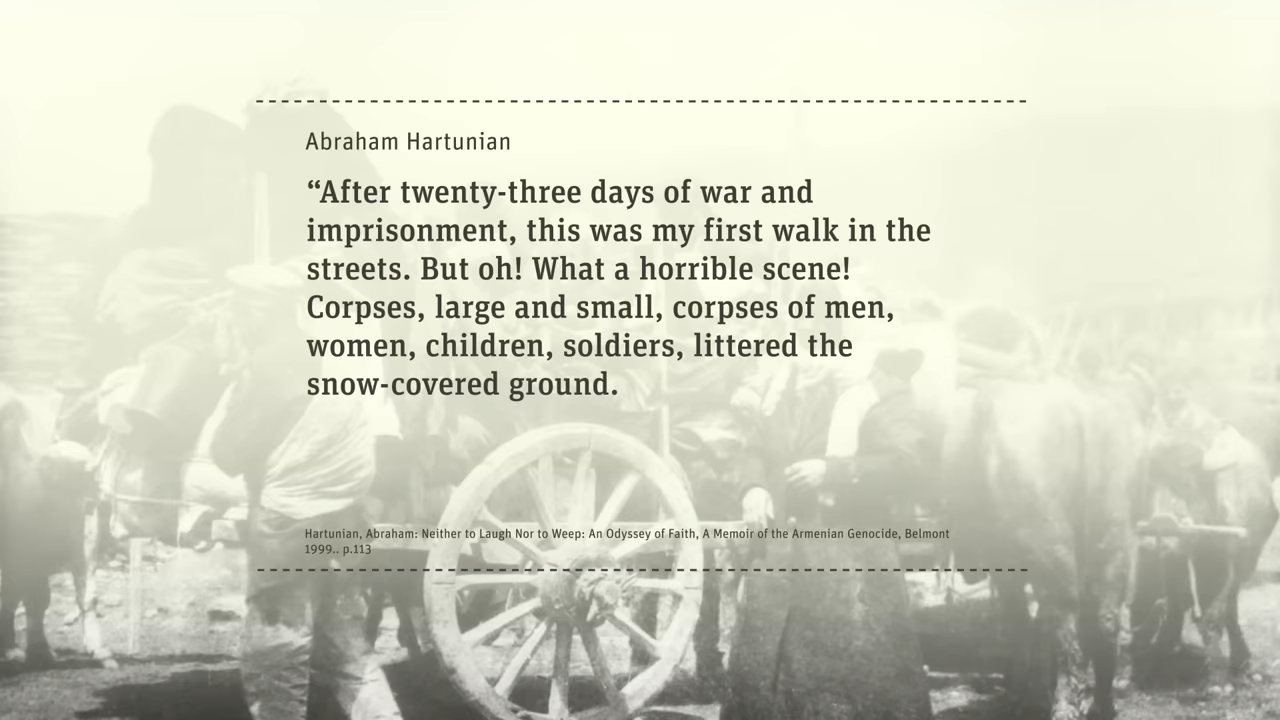 Abraham Hartunian
“After twenty-three days of war and
imprisonment, this was my first walk in the
streets. But oh! What a horrible scene!
Corpses, large and small, corpses of men,
women, children, soldiers, littered the
snow-covered ground.
Hartunian, Abraham: Neither to Laugh Nor to Weep: An Odyssey of Faith, A Memoir of the Armenian Genocide, Belmont
1999.. p.113